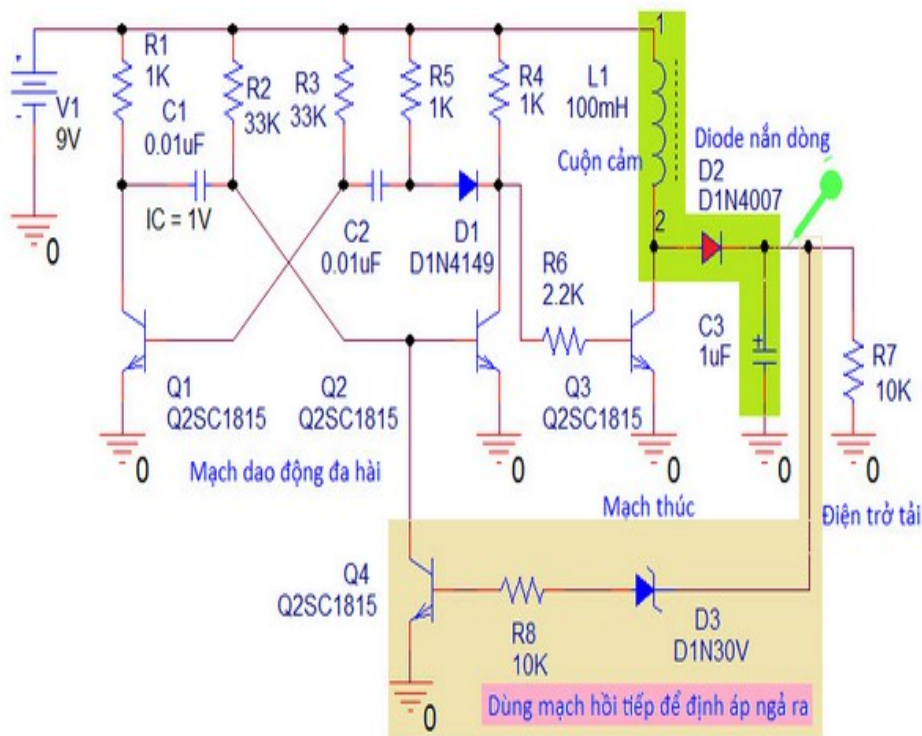 1
R1
1K
R2
33K
R3
33K
R5
1K
R4
1K
L1
100mH
V1
9V
C1
0.01uF
Cuộn cảm
Diode nắn dòng
D2
D1N4007
IC = 1V
C2
0.01uF
D1
D1N4149
2
0
R6
2.2K
C3
1uF
R7
10K
Q1
Q2SC1815
Q2
Q2SC1815
Q3
Q2SC1815
0
0
0
0
0
Mạch dao động đa hài
Mạch thúc
Điện trở tải
Q4
Q2SC1815
R8
10K
D3
D1N30V
0
Dùng mạch hồi tiếp để định áp ngả ra